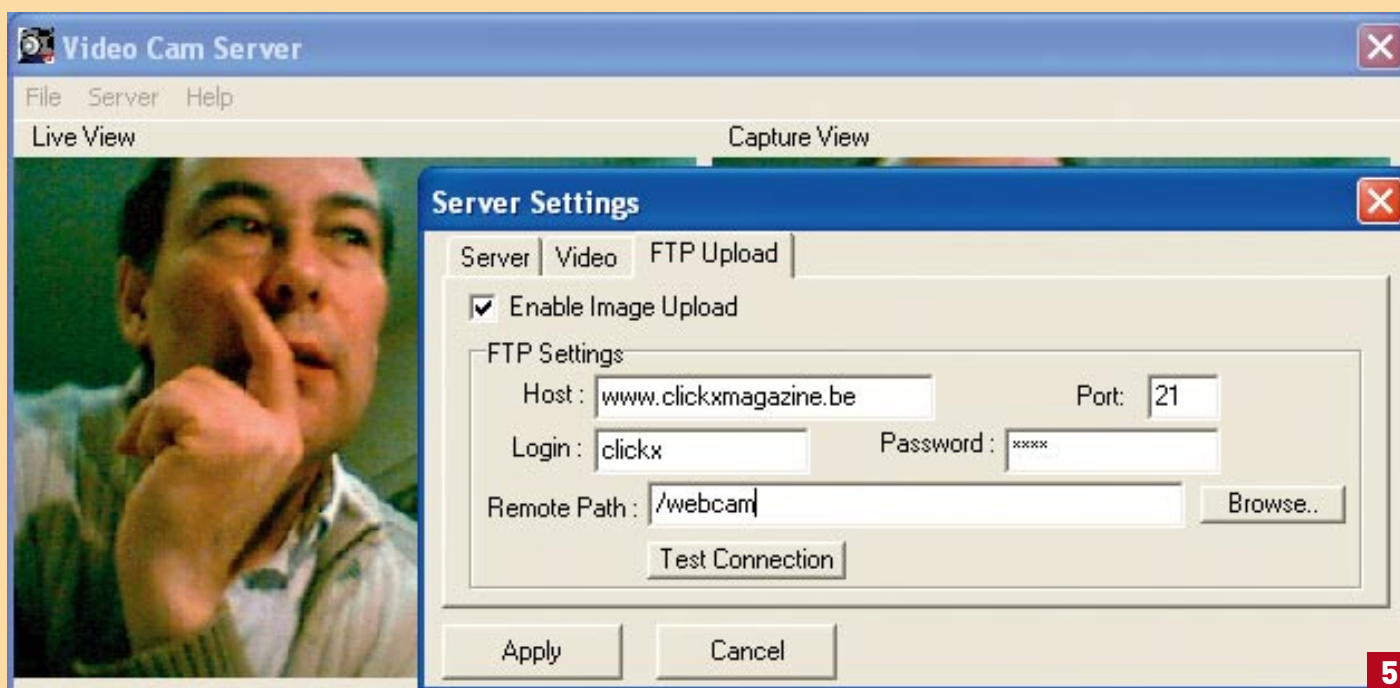 Video Cam Server
File Server Help
Live View Capture View
Server Settings
Server Video FTP Upload
Enable Image Upload
FTP Settings
Host : www.clickxmagazine.be Port: 21
Login : clickx Password : ****
Remote Path : /webcam Browse..
Test Connection
Apply Cancel
5